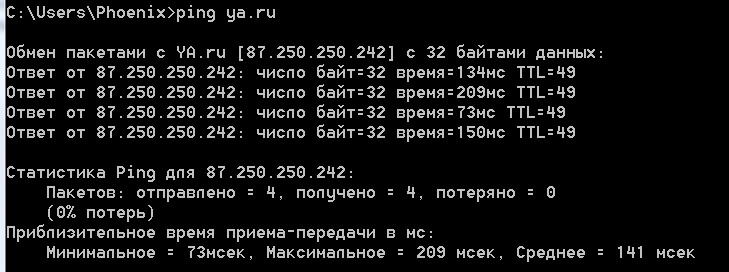 C:\Users\Phoenix>ping ya.ru
Обмен пакетами с YA.ru [87.250.250.242] с 32 байтами данных:
Ответ от 87.250.250.242: число байт=32 время=134мс TTL=49
Ответ от 87.250.250.242: число байт=32 время=209мс TTL=49
Ответ от 87.250.250.242: число байт=32 время=73мс TTL=49
Ответ от 87.250.250.242: число байт=32 время=150мс TTL=49
Статистика Ping для 87.250.250.242:
Пакетов: отправлено = 4, получено = 4, потеряно = 0
(0% потерь)
Приблизительное время приема-передачи в мс:
Минимальное = 73мсек, Максимальное = 209 мсек, Среднее = 141 мсек